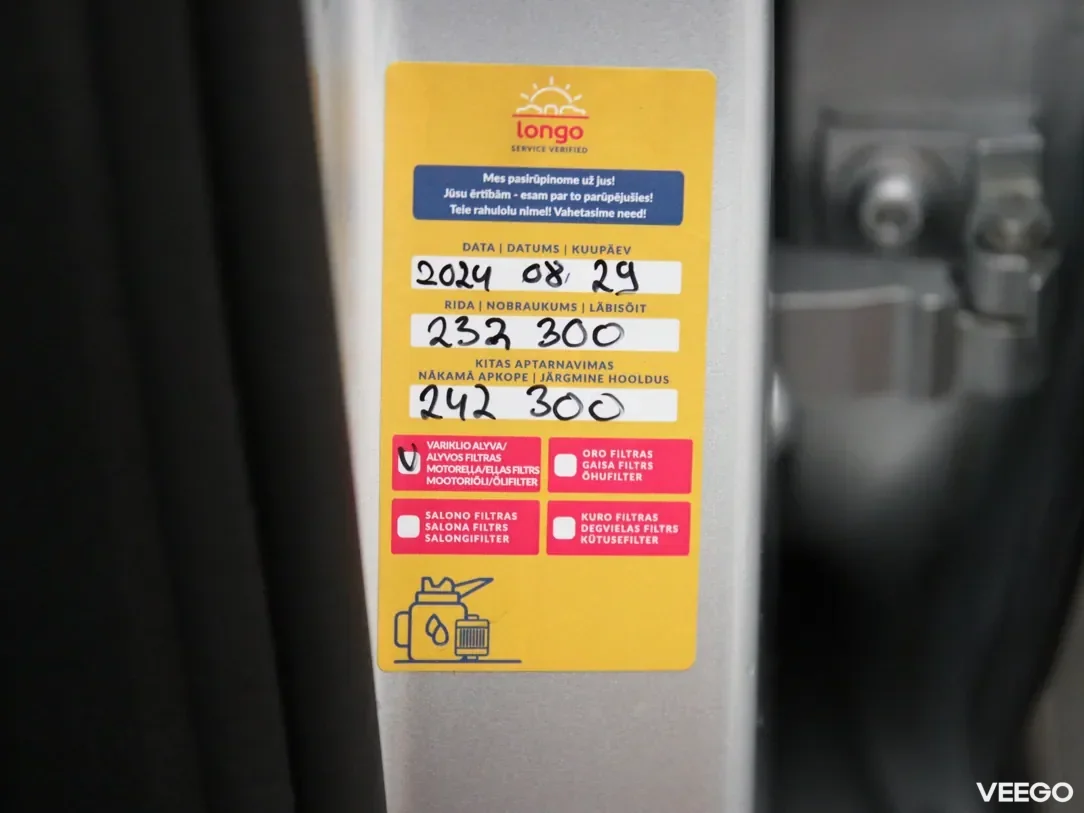 longo
SERVICE VERIFIED
Mes pasirūpinome už jus!
Jūsu ērtībām - esam par to parūpējušies!
Teie rahulolu nimel! Vahetasime need!
DATA | DATUMS | KUUPÄEV
2024 08. 29
RIDA | NOBRAUKUMS | LÄBISÕIT
232 300
KITAS APTARNAVIMAS
NĀKAMĀ APKOPE | JÄRGMINE HOOLDUS
242 300
V
VARIKLIO ALYVA/
ALYVOS FILTRAS
MOTOREĻĻA/EĻĻAS FILTRS
MOOTORIÕLI/ÕLIFILTER
ORO FILTRAS
GAISA FILTRS
ÕHUFILTER
SALONO FILTRAS
SALONA FILTRS
SALONGIFILTER
KURO FILTRAS
DEGVIELAS FILTRS
KÜTUSEFILTER
VEEGO